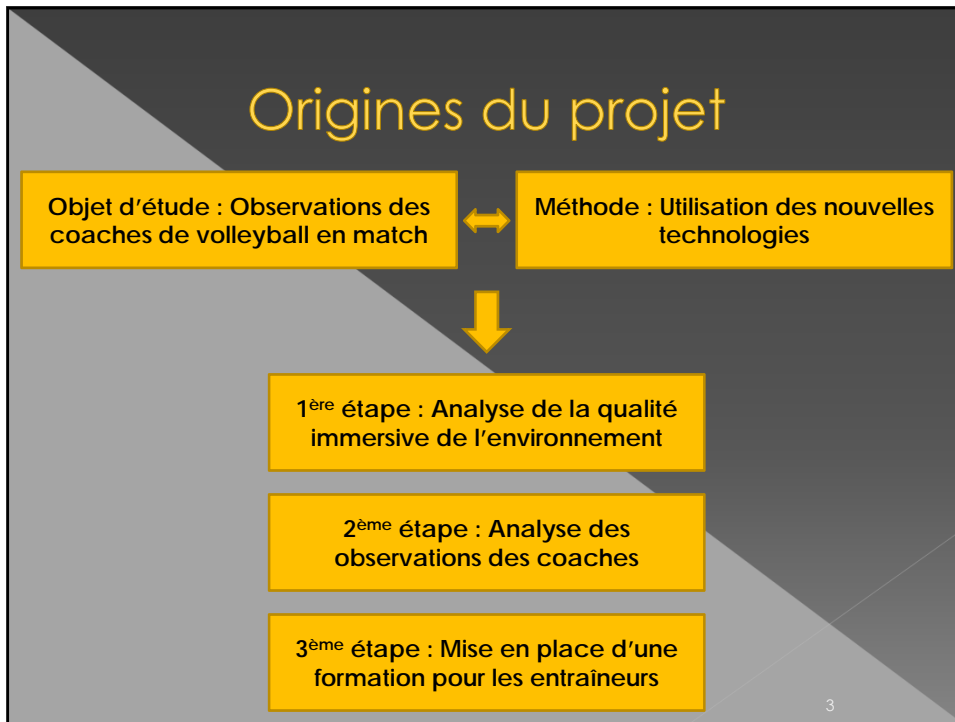 Origines du projet
Objet d'étude : Observations des
coaches de volleyball en match
Méthode : Utilisation des nouvelles
technologies
1ère étape : Analyse de la qualité
immersive de l'environnement
2ème étape : Analyse des
observations des coaches
3ème étape : Mise en place d'une
formation pour les entraîneurs
3